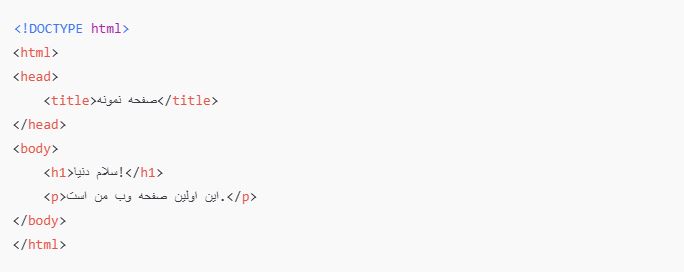 <!DOCTYPE html>
<html>
<head>
    <title>صفحه نمونه</title>
</head>
<body>
    <h1>سلام دنیا!</h1>
    <p>این اولین صفحه وب من است.</p>
</body>
</html>